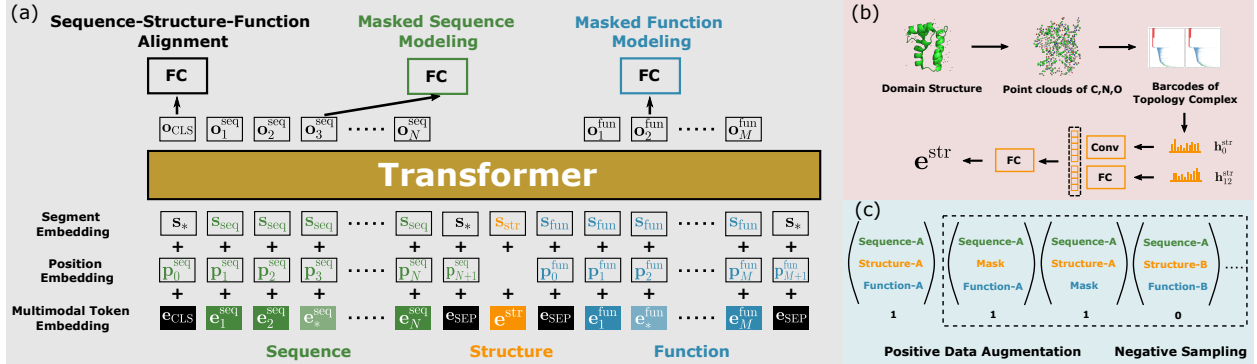 (a)
Sequence-Structure-Function
Alignment
Masked Sequence
Modeling
Masked Function
Modeling
FC FC FC
o_CLS o_1^seq o_2^seq o_3^seq ····· o_N^seq o_1^fun o_2^fun ····· o_M^fun
Transformer
Segment
Embedding
s_* s_seq s_seq s_seq ····· s_seq s_* s_str s_fun s_fun s_fun ····· s_fun s_*
+ + + + + + + + + + + +
Position
Embedding
p_0^seq p_1^seq p_2^seq p_3^seq ····· p_N^seq p_{N+1}^seq p_0^fun p_1^fun p_2^fun ····· p_M^fun p_{M+1}^fun
+ + + + + + + + + + + +
Multimodal Token
Embedding
e_CLS e_1^seq e_2^seq e_*^seq ····· e_N^seq e_SEP e^str e_SEP e_1^fun e_*^fun ····· e_M^fun e_SEP
Sequence Structure Function
(b)
Domain Structure
Point clouds of C,N,O
Barcodes of
Topology Complex
e^str FC Conv h_0^str
FC h_12^str
(c)
Sequence-A Sequence-A Sequence-A Sequence-A
Structure-A Mask Structure-A Structure-B ·····
Function-A Function-A Mask Function-B
1 1 1 0
Positive Data Augmentation Negative Sampling